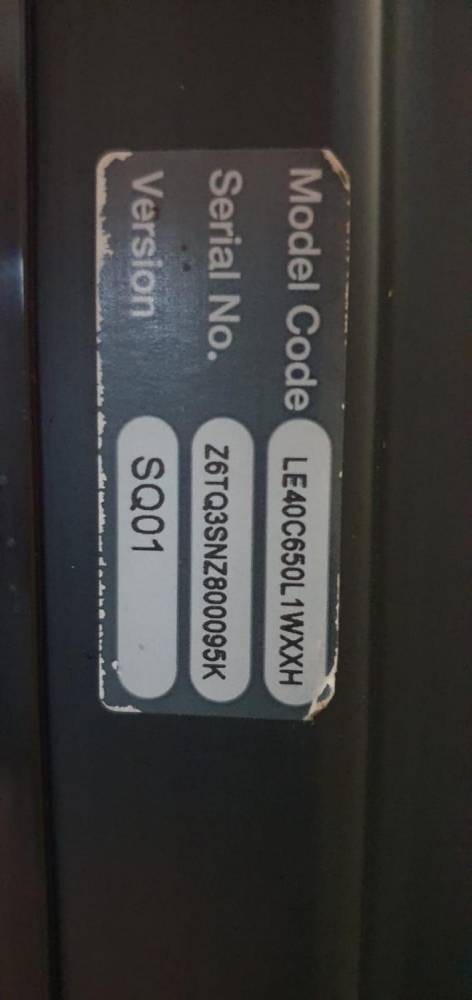 Model Code LE40C650L1WXXH
Serial No. Z6TQ3SNZ800095K
Version SQ01